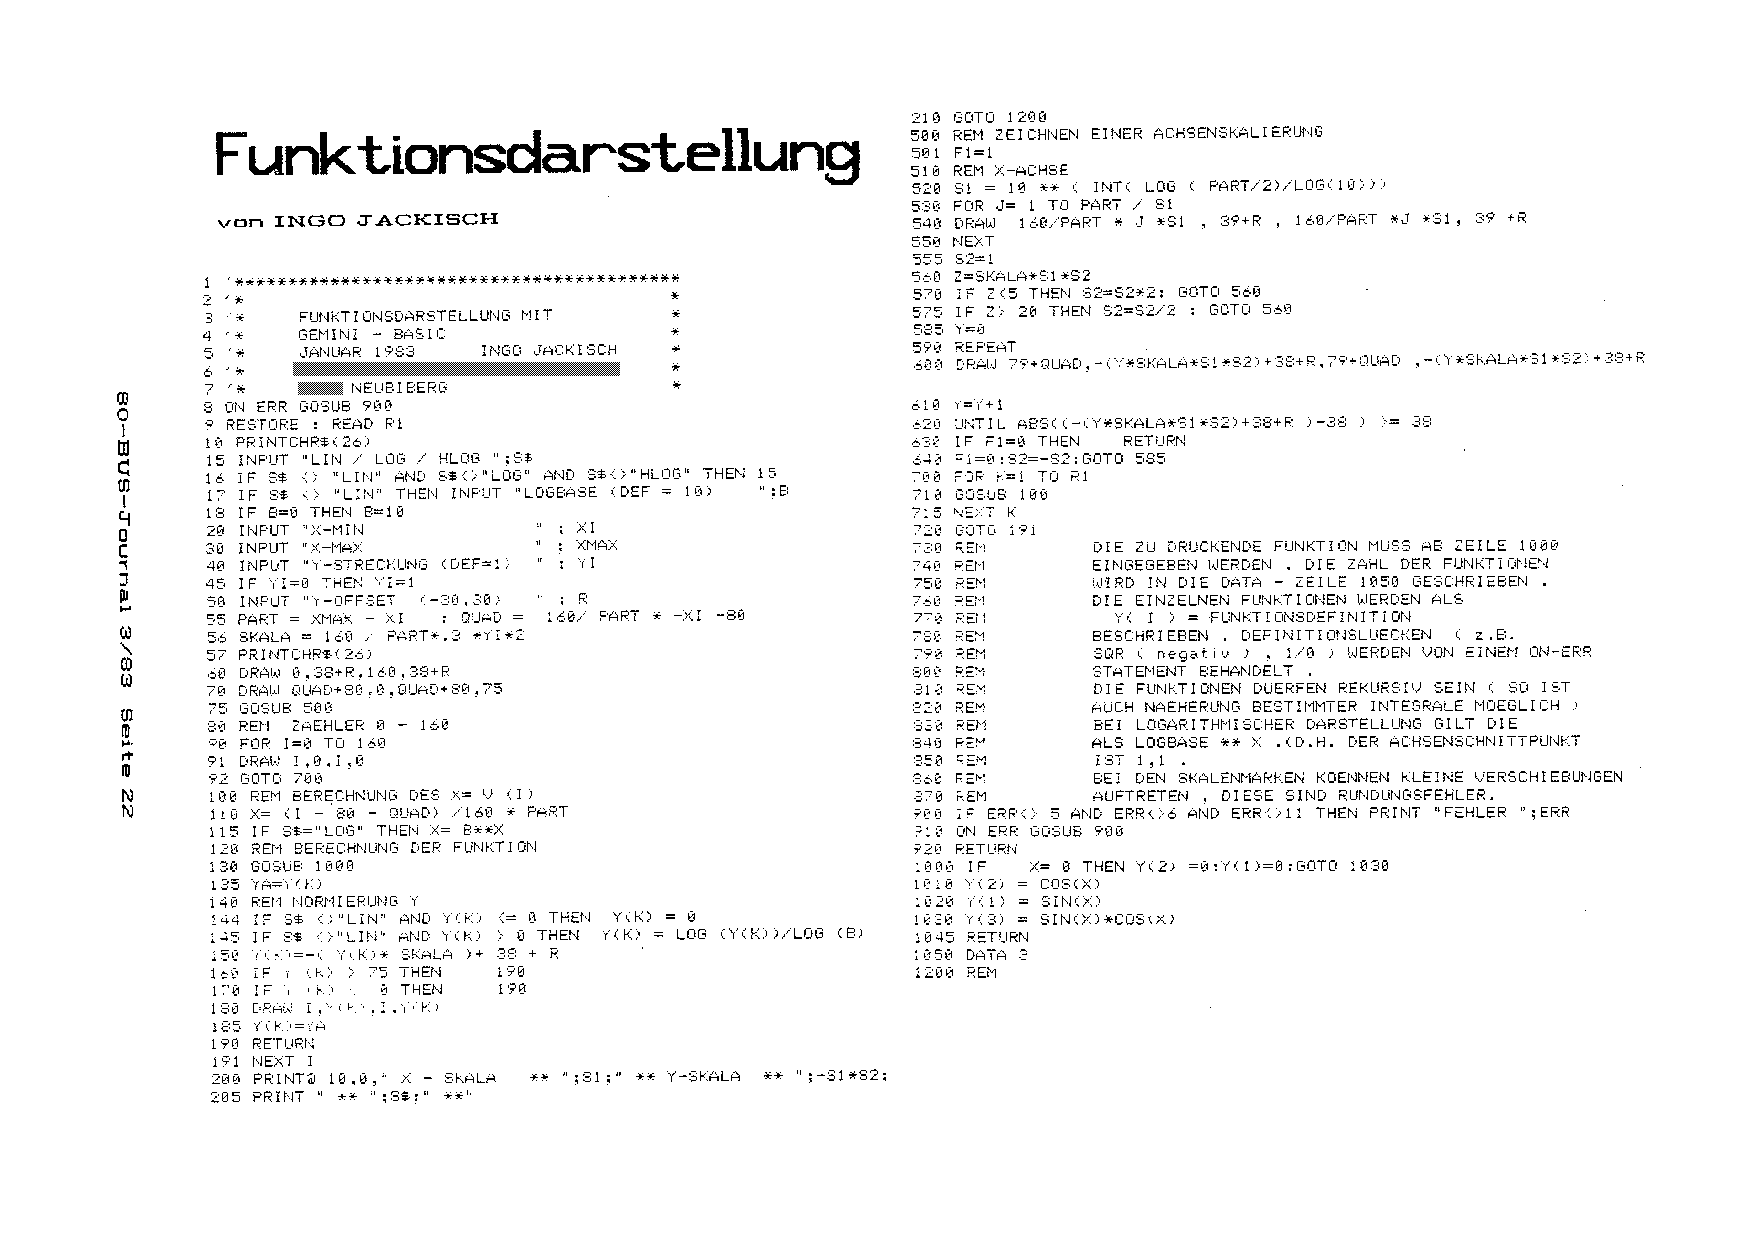 Funktionsdarstellung
von INGO JACKISCH
1 '*****************************************
2 '* *
3 '* FUNKTIONSDARSTELLUNG MIT *
4 '* GEMINI - BASIC *
5 '* JANUAR 1983 INGO JACKISCH *
6 '* *
7 '* NEUBIBERG *
8 ON ERR GOSUB 900
9 RESTORE : READ R1
10 PRINTCHR$(26)
15 INPUT "LIN / LOG / HLOG ";S$
16 IF S$ <> "LIN" AND S$<>"LOG" AND S$<>"HLOG" THEN 15
17 IF S$ <> "LIN" THEN INPUT "LOGBASE (DEF = 10) ";B
18 IF B=0 THEN B=10
20 INPUT "X-MIN " ; XI
30 INPUT "X-MAX " ; XMAX
40 INPUT "Y-STRECKUNG (DEF=1) " ; YI
45 IF YI=0 THEN YI=1
50 INPUT "Y-OFFSET (-30,30) " ; R
55 PART = XMAX - XI : QUAD = 160/ PART * -XI -80
56 SKALA = 160 / PART*.3 *YI*2
57 PRINTCHR$(26)
60 DRAW 0,38+R,160,38+R
70 DRAW QUAD+80,0,QUAD+80,75
75 GOSUB 500
80 REM ZAEHLER 0 - 160
90 FOR I=0 TO 160
91 DRAW I,0,I,0
92 GOTO 700
100 REM BERECHNUNG DES X= V (I)
110 X= (I - 80 - QUAD) /160 * PART
115 IF S$="LOG" THEN X= B**X
120 REM BERECHNUNG DER FUNKTION
130 GOSUB 1000
135 YA=Y(K)
140 REM NORMIERUNG Y
144 IF S$ <>"LIN" AND Y(K) <= 0 THEN Y(K) = 0
145 IF S$ <>"LIN" AND Y(K) > 0 THEN Y(K) = LOG (Y(K))/LOG (B)
150 Y(K)=-( Y(K)* SKALA )+ 38 + R
160 IF Y (K) > 75 THEN 190
170 IF Y (K) < 0 THEN 190
180 DRAW I,Y(K),I,Y(K)
185 Y(K)=YA
190 RETURN
191 NEXT I
200 PRINT@ 10,0," X - SKALA ** ";S1;" ** Y-SKALA ** ";-S1*S2;
205 PRINT " ** ";S$;" **"
210 GOTO 1200
500 REM ZEICHNEN EINER ACHSENSKALIERUNG
501 F1=1
510 REM X-ACHSE
520 S1 = 10 ** ( INT( LOG ( PART/2)/LOG(10)))
530 FOR J= 1 TO PART / S1
540 DRAW 160/PART * J *S1 , 39+R , 160/PART *J *S1, 39 +R
550 NEXT
555 S2=1
560 Z=SKALA*S1*S2
570 IF Z<5 THEN S2=S2*2: GOTO 560
575 IF Z> 20 THEN S2=S2/2 : GOTO 560
585 Y=0
590 REPEAT
600 DRAW 79+QUAD,-(Y*SKALA*S1*S2)+38+R,79+QUAD ,-(Y*SKALA*S1*S2)+38+R
610 Y=Y+1
620 UNTIL ABS((-(Y*SKALA*S1*S2)+38+R )-38 ) >= 38
630 IF F1=0 THEN RETURN
640 F1=0:S2=-S2:GOTO 585
700 FOR K=1 TO R1
710 GOSUB 100
715 NEXT K
720 GOTO 191
730 REM DIE ZU DRUCKENDE FUNKTION MUSS AB ZEILE 1000
740 REM EINGEGEBEN WERDEN . DIE ZAHL DER FUNKTIONEN
750 REM WIRD IN DIE DATA - ZEILE 1050 GESCHRIEBEN .
760 REM DIE EINZELNEN FUNKTIONEN WERDEN ALS
770 REM Y( I ) = FUNKTIONSDEFINITION
780 REM BESCHRIEBEN . DEFINITIONSLUECKEN ( z.B.
790 REM SQR ( negativ ) , 1/0 ) WERDEN VON EINEM ON-ERR
800 REM STATEMENT BEHANDELT .
810 REM DIE FUNKTIONEN DUERFEN REKURSIV SEIN ( SO IST
820 REM AUCH NAEHERUNG BESTIMMTER INTEGRALE MOEGLICH )
830 REM BEI LOGARITHMISCHER DARSTELLUNG GILT DIE
840 REM ALS LOGBASE ** X .(D.H. DER ACHSENSCHNITTPUNKT
850 REM IST 1,1 .
860 REM BEI DEN SKALENMARKEN KOENNEN KLEINE VERSCHIEBUNGEN
870 REM AUFTRETEN , DIESE SIND RUNDUNGSFEHLER.
900 IF ERR<> 5 AND ERR<>6 AND ERR<>11 THEN PRINT "FEHLER ";ERR
910 ON ERR GOSUB 900
920 RETURN
1000 IF X= 0 THEN Y(2) =0:Y(1)=0:GOTO 1030
1010 Y(2) = COS(X)
1020 Y(1) = SIN(X)
1030 Y(3) = SIN(X)*COS(X)
1045 RETURN
1050 DATA 3
1200 REM
80-BUS-Journal 3/83 Seite 22